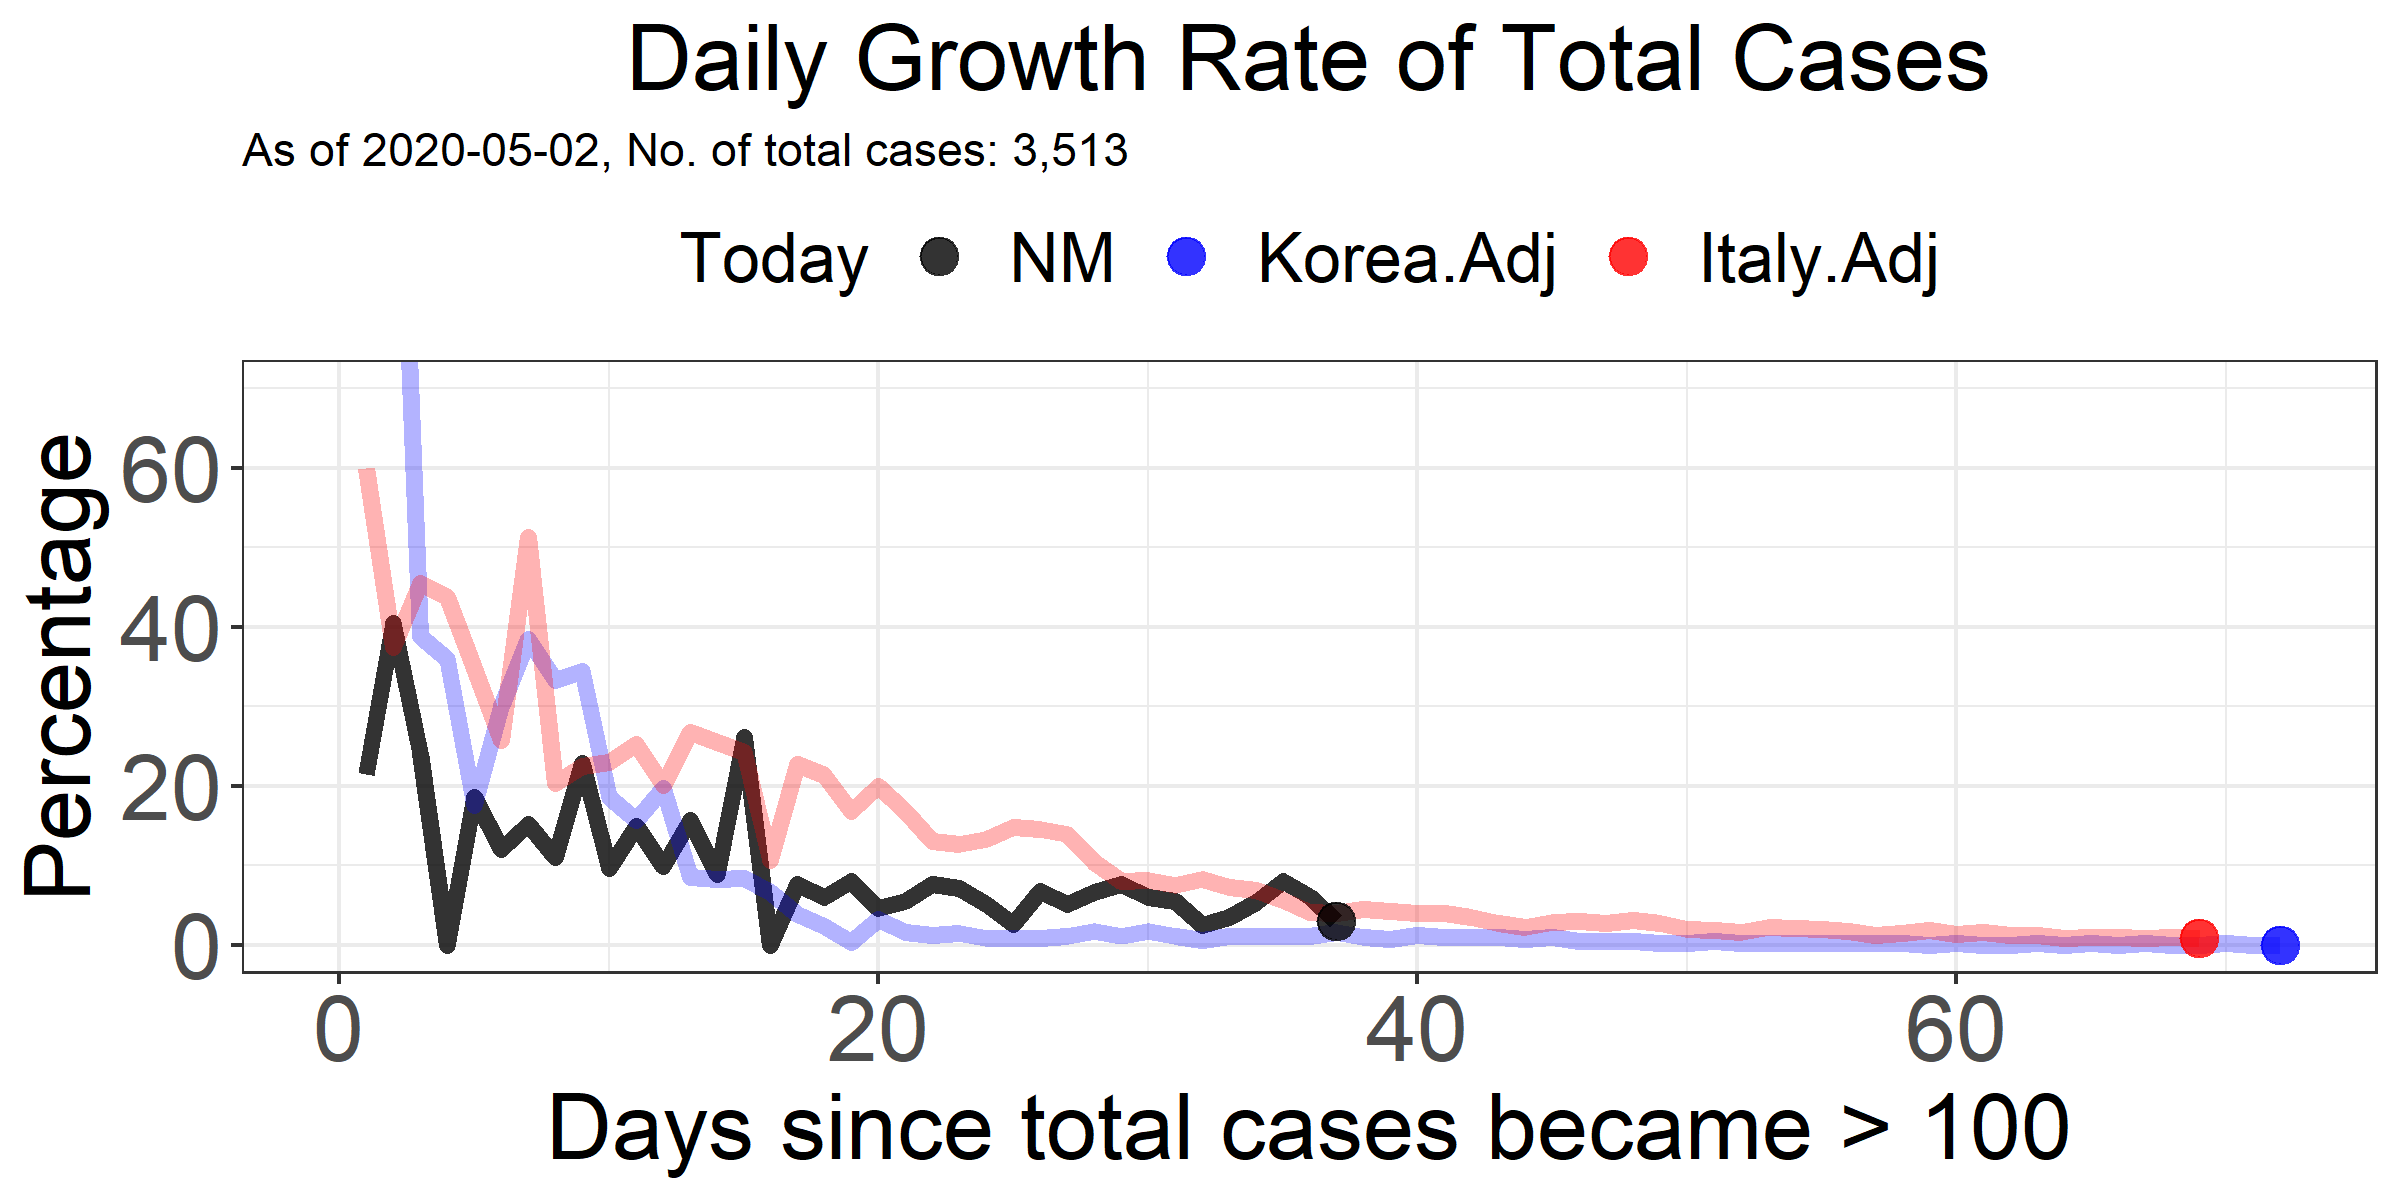 Daily Growth Rate of Total Cases
As of 2020-05-02, No. of total cases: 3,513
Today NM Korea.Adj Italy.Adj
Percentage
60
40
20
0
0 20 40 60
Days since total cases became > 100